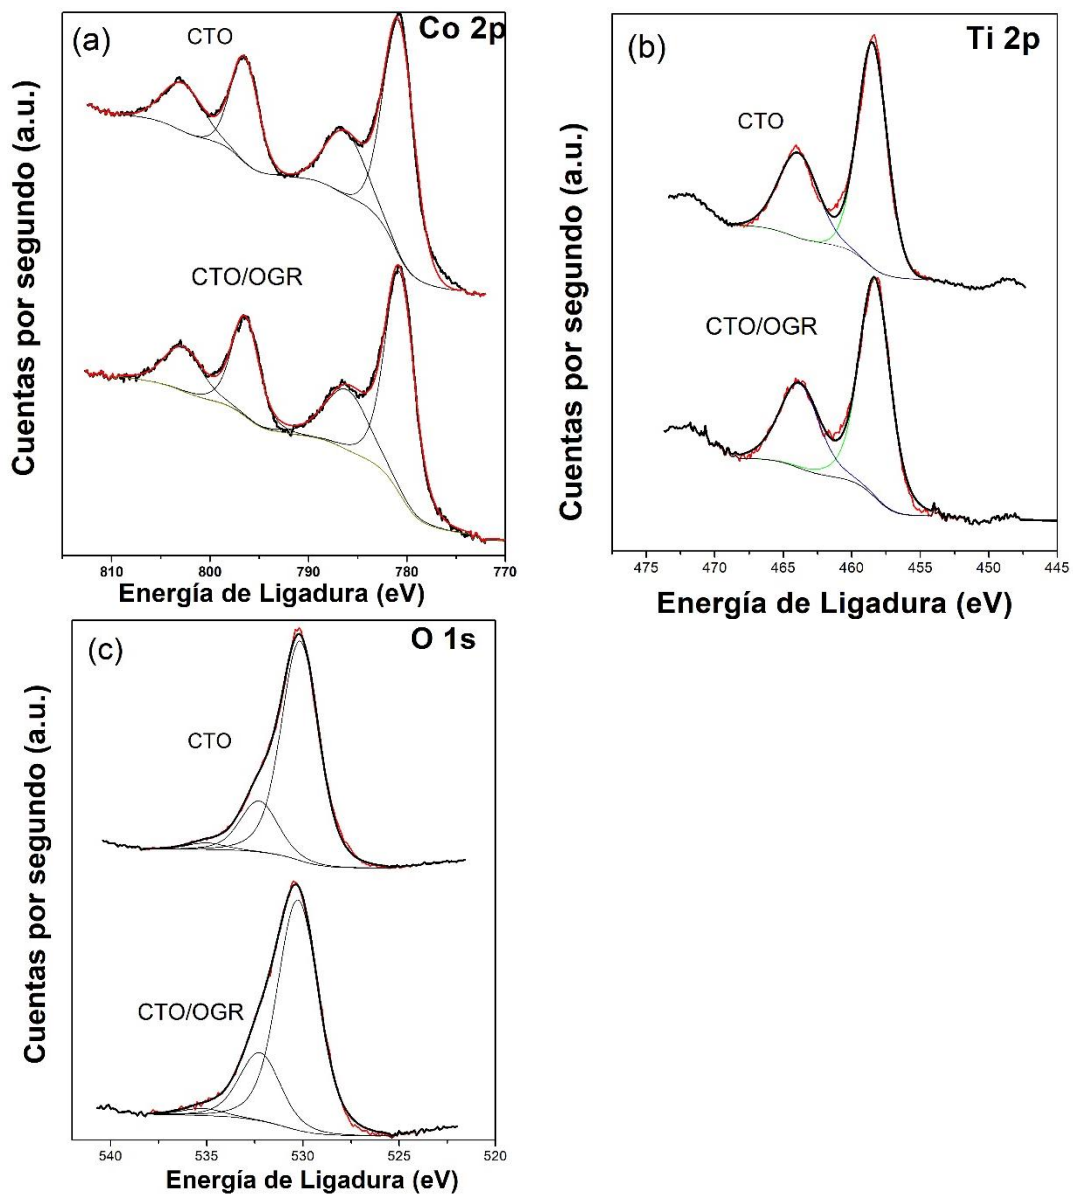 (a)
CTO
Co 2p
CTO/OGR
Cuentas por segundo (a.u.)
810 800 790 780 770
Energía de Ligadura (eV)
(b)
Ti 2p
CTO
CTO/OGR
Cuentas por segundo (a.u.)
475 470 465 460 455 450 445
Energía de Ligadura (eV)
(c)
O 1s
CTO
CTO/OGR
Cuentas por segundo (a.u.)
540 535 530 525 520
Energía de Ligadura (eV)